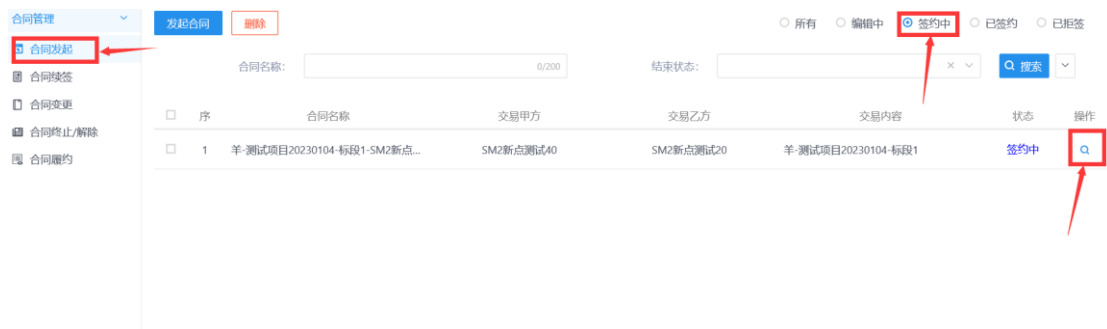 合同管理
合同发起
合同续签
合同变更
合同终止/解除
合同履约
发起合同 删除 所有 编辑中 签约中 已签约 已拒签
合同名称: 0/200 结束状态: 搜索
序 合同名称 交易甲方 交易乙方 交易内容 状态 操作
1 羊-测试项目20230104-标段1-SM2新点... SM2新点测试40 SM2新点测试20 羊-测试项目20230104-标段1 签约中